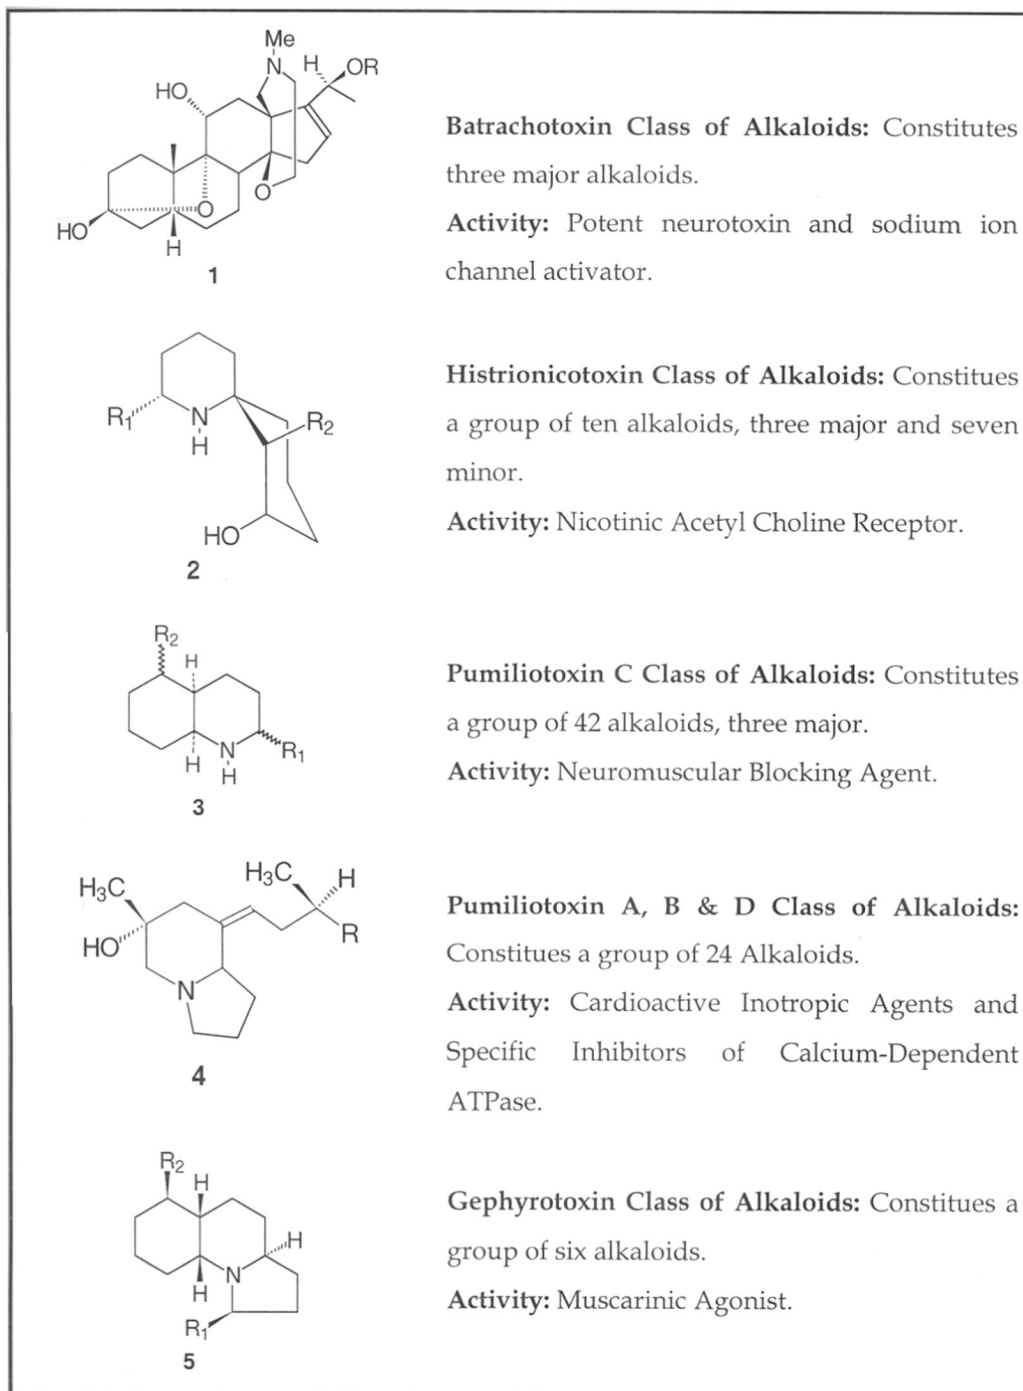 Me
N
H
OR
HO
O
O
HO
H
1
Batrachotoxin Class of Alkaloids: Constitutes
three major alkaloids.
Activity: Potent neurotoxin and sodium ion
channel activator.
R1
N
H
R2
HO
2
Histrionicotoxin Class of Alkaloids: Constitues
a group of ten alkaloids, three major and seven
minor.
Activity: Nicotinic Acetyl Choline Receptor.
R2
H
H
N
H
R1
3
Pumiliotoxin C Class of Alkaloids: Constitutes
a group of 42 alkaloids, three major.
Activity: Neuromuscular Blocking Agent.
H3C
H
H3C
HO
R
N
4
Pumiliotoxin A, B & D Class of Alkaloids:
Constitues a group of 24 Alkaloids.
Activity: Cardioactive Inotropic Agents and
Specific Inhibitors of Calcium-Dependent
ATPase.
R2
H
H
N
H
R1
5
Gephyrotoxin Class of Alkaloids: Constitues a
group of six alkaloids.
Activity: Muscarinic Agonist.